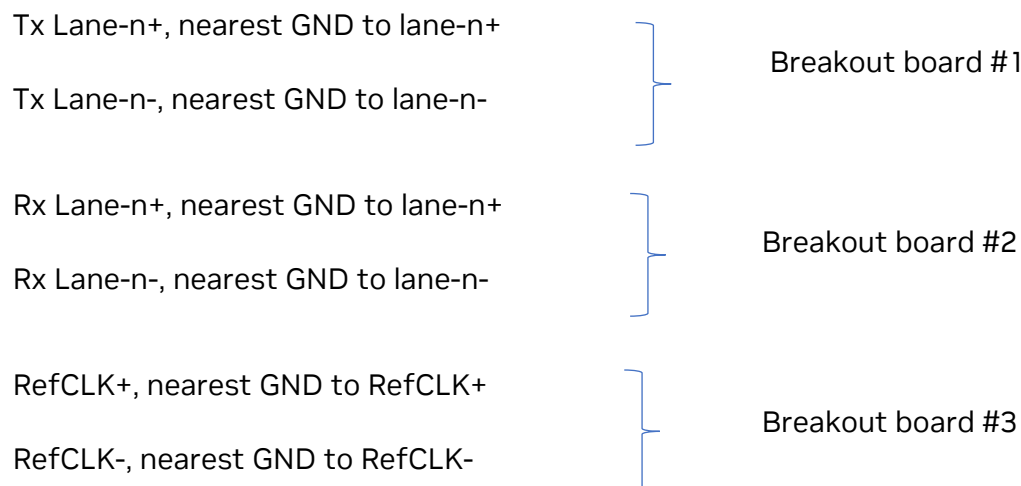 Tx Lane-n+, nearest GND to lane-n+
Breakout board #1
Tx Lane-n-, nearest GND to lane-n-
Rx Lane-n+, nearest GND to lane-n+
Breakout board #2
Rx Lane-n-, nearest GND to lane-n-
RefCLK+, nearest GND to RefCLK+
Breakout board #3
RefCLK-, nearest GND to RefCLK-